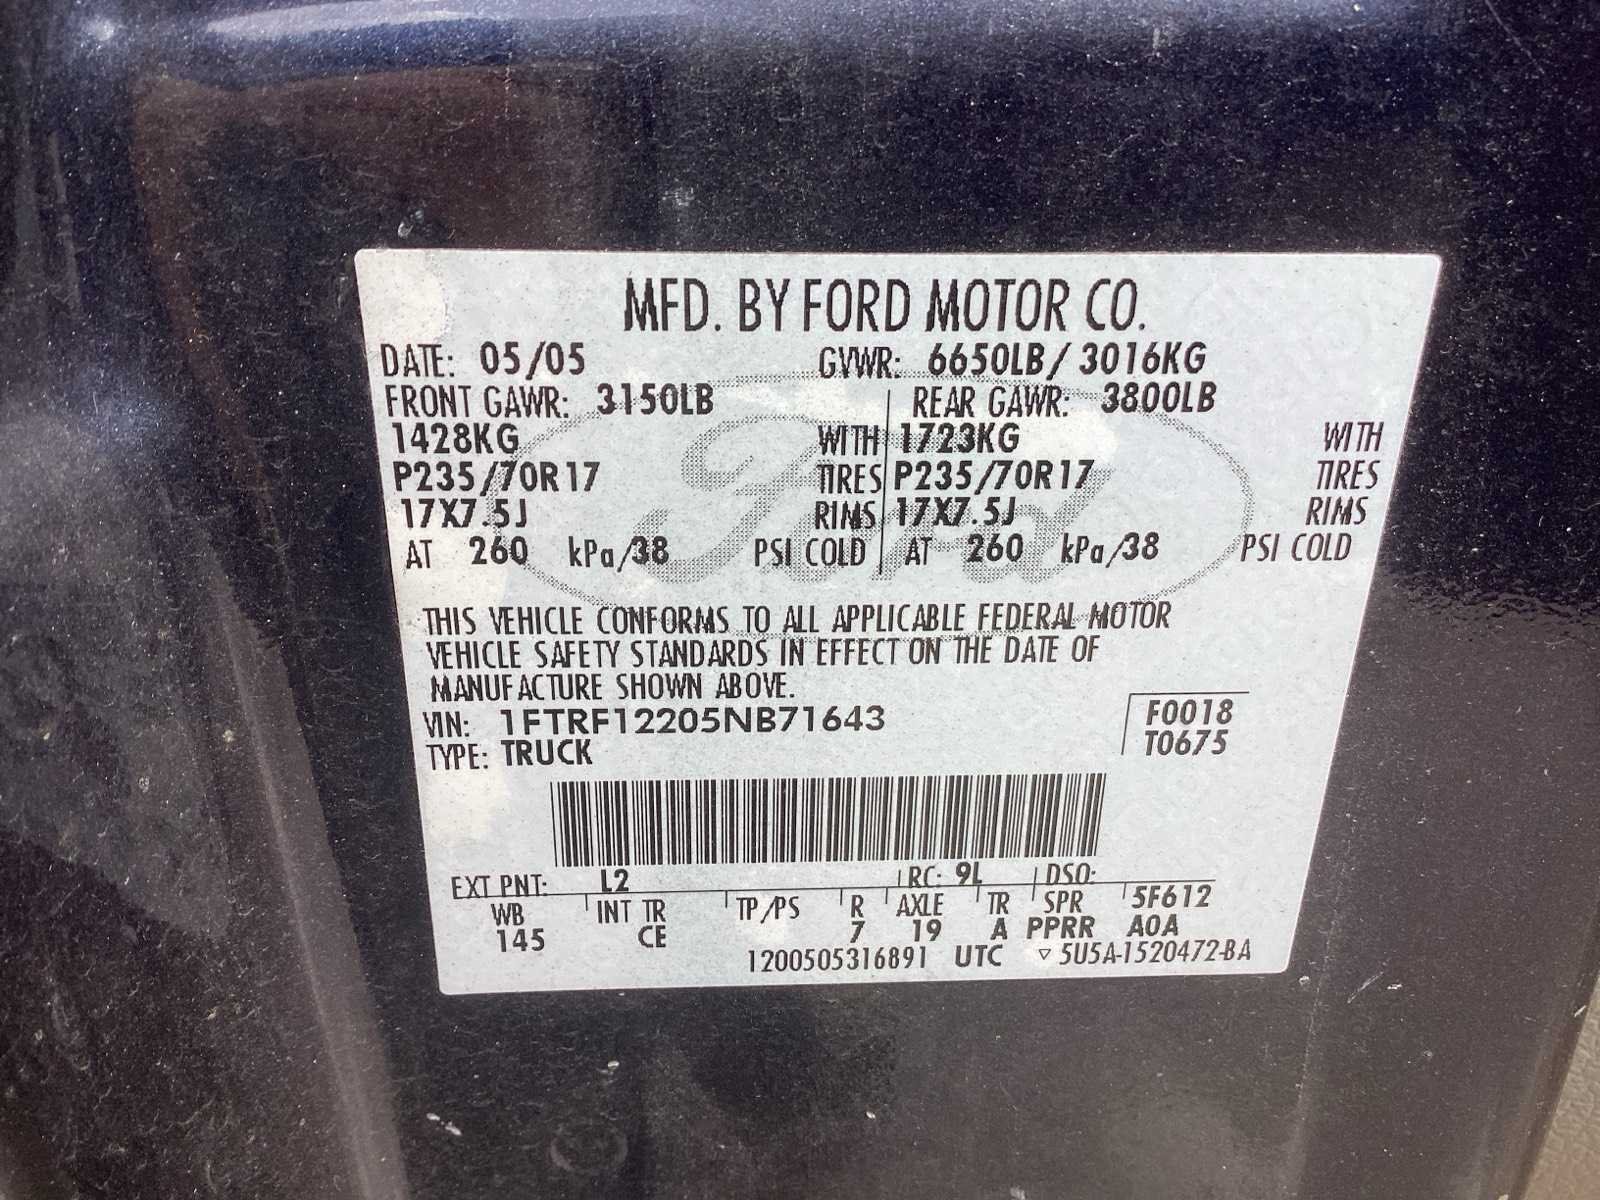 MFD. BY FORD MOTOR CO.
DATE: 05/05 GVWR: 6650LB/ 3016KG
FRONT GAWR: 3150LB REAR GAWR: 3800LB
1428KG WITH 1723KG WITH
P235/70R17 TIRES P235/70R17 TIRES
17X7.5J RIMS 17X7.5J RIMS
AT 260 kPa/38 PSI COLD AT 260 kPa/38 PSI COLD
Ford
THIS VEHICLE CONFORMS TO ALL APPLICABLE FEDERAL MOTOR
VEHICLE SAFETY STANDARDS IN EFFECT ON THE DATE OF
MANUFACTURE SHOWN ABOVE.
VIN: 1FTRF12205NB71643 F0018
TYPE: TRUCK T0675
EXT PNT: L2 RC: 9L DSO:
WB INT TR TP/PS R AXLE TR SPR 5F612
145 CE 7 19 A PPRR A0A
1200505316891 UTC ▽ 5U5A-1520472-BA